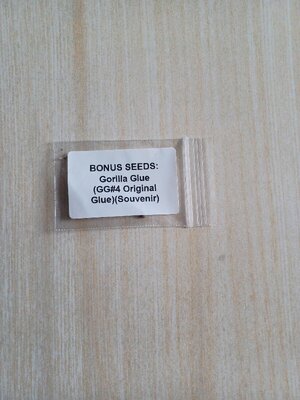 BONUS SEEDS:
Gorilla Glue
(GG#4 Original
Glue)(Souvenir)